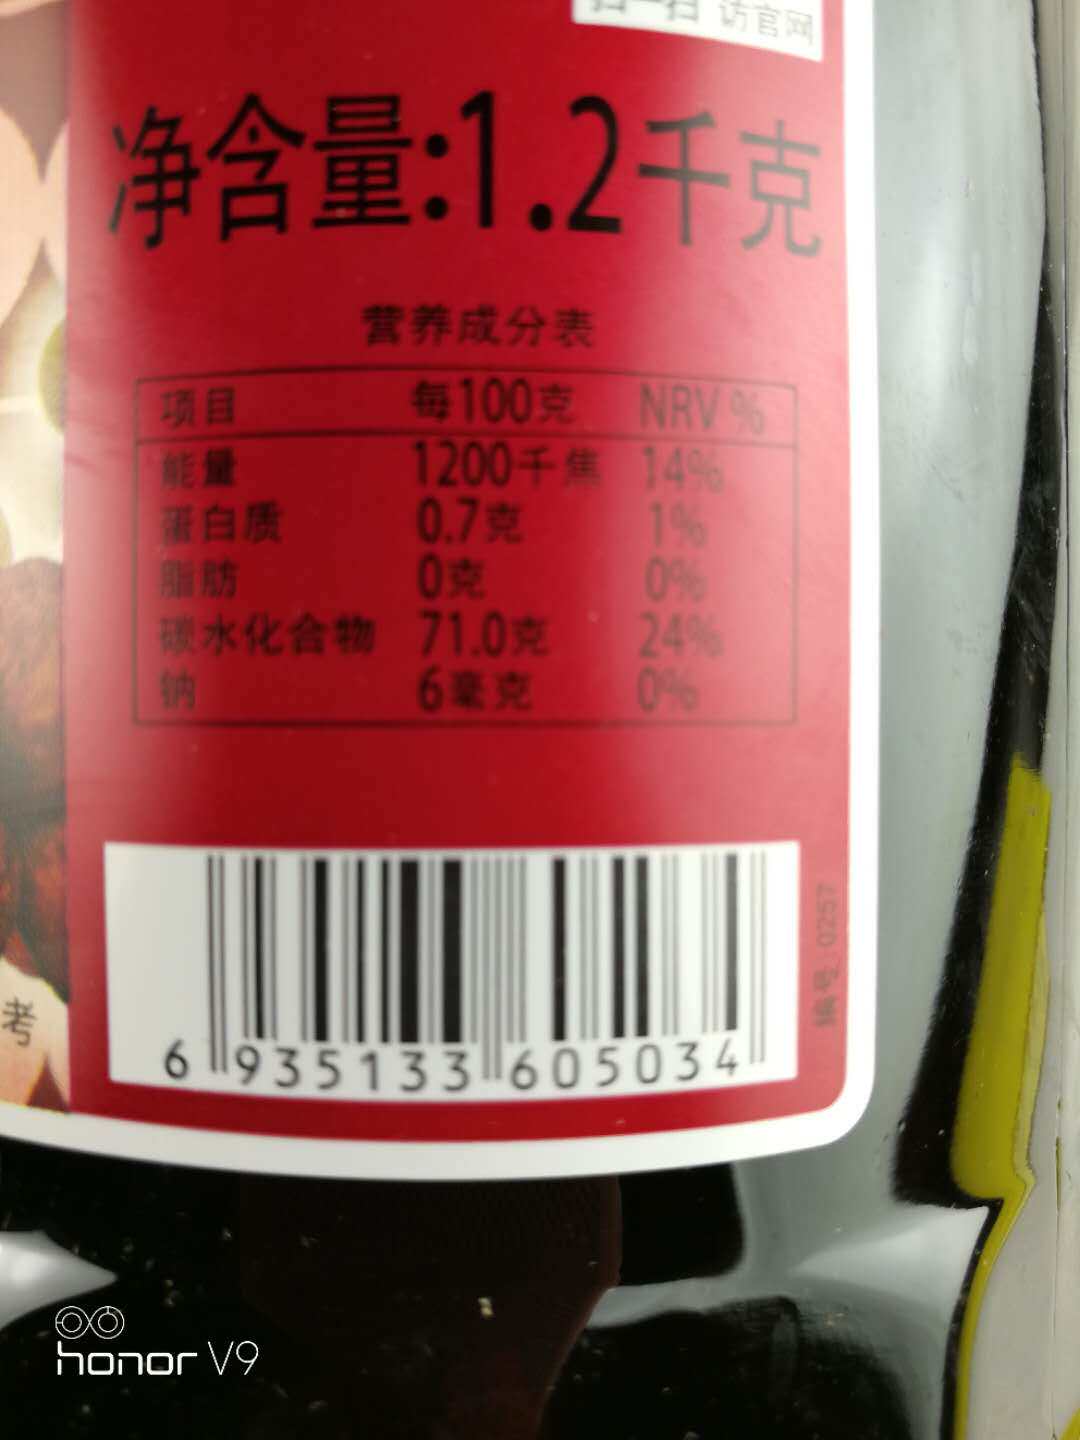 扫一扫 访官网
净含量:1.2千克
营养成分表
项目 每100克 NRV %
能量 1200千焦 14%
蛋白质 0.7克 1%
脂肪 0克 0%
碳水化合物 71.0克 24%
钠 6毫克 0%
6 935133 605034
编号:0257
考
honor V9